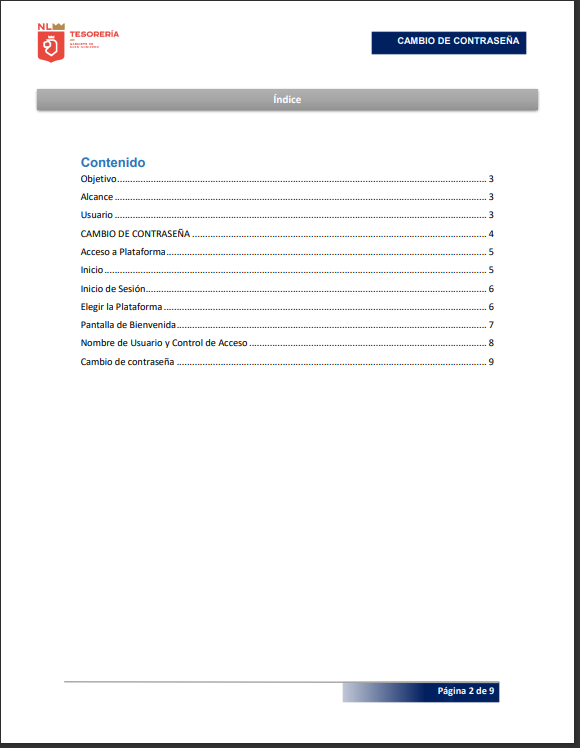 NL
TESORERÍA
CAMBIO DE CONTRASEÑA
Índice
Contenido
Objetivo 3
Alcance 3
Usuario 3
CAMBIO DE CONTRASEÑA 4
Acceso a Plataforma 5
Inicio 5
Inicio de Sesión 6
Elegir la Plataforma 6
Pantalla de Bienvenida 7
Nombre de Usuario y Control de Acceso 8
Cambio de contraseña 9
Página 2 de 9